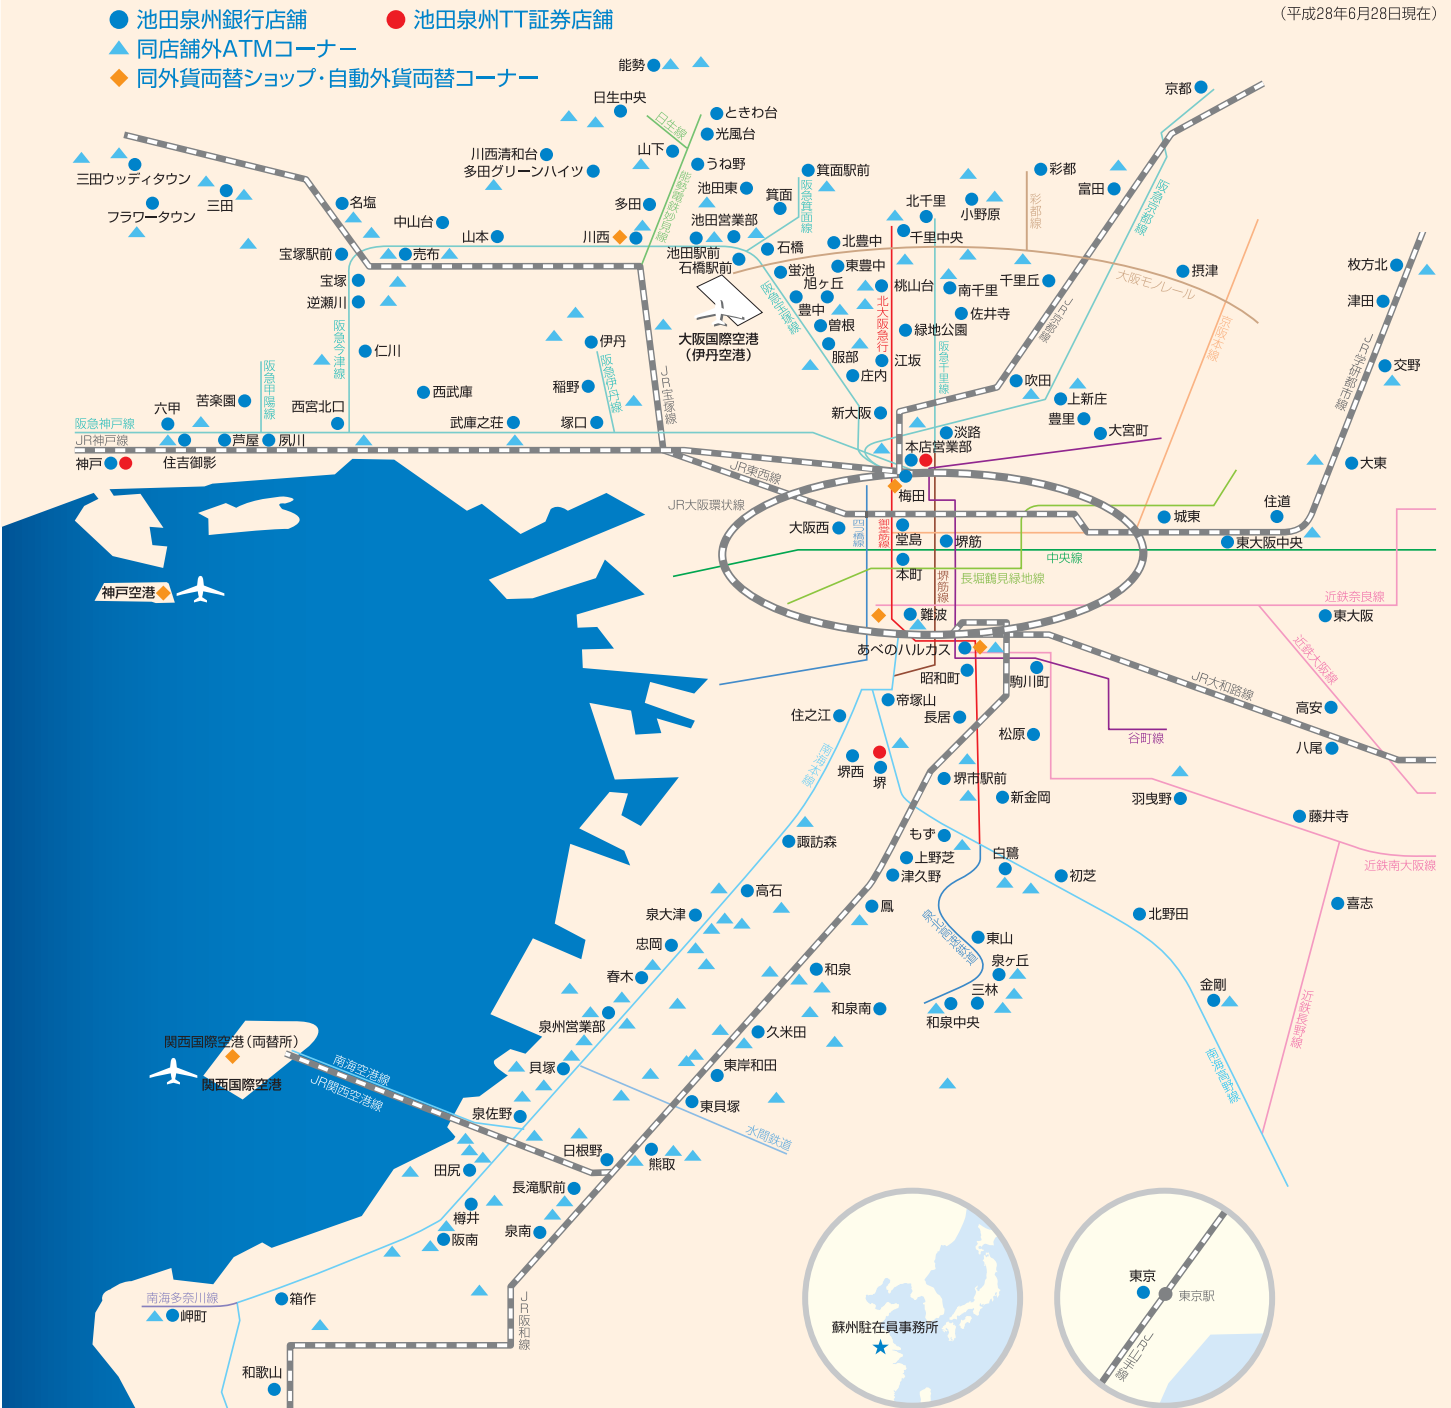 池田泉州銀行店舗
池田泉州TT証券店舗
(平成28年6月28日現在)
同店舗外ATMコーナー
同外貨両替ショップ・自動外貨両替コーナー
能勢
日生中央
ときわ台
京都
日生線
光風台
川西清和台
山下
うね野
多田グリーンハイツ
箕面駅前
彩都
三田ウッディタウン
能勢電鉄妙見線
池田東
箕面
阪急箕面線
富田
阪急京都線
フラワータウン
三田
名塩
中山台
多田
北千里
小野原
彩都線
山本
川西
池田営業部
千里中央
宝塚駅前
売布
池田駅前
石橋
北豊中
石橋駅前
蛍池
東豊中
摂津
枚方北
宝塚
旭ヶ丘
桃山台
南千里
千里丘
大阪モノレール
逆瀬川
豊中
津田
阪急宝塚線
北大阪急行
佐井寺
JR京都線
京阪本線
阪急今津線
大阪国際空港
(伊丹空港)
曽根
緑地公園
仁川
伊丹
服部
江坂
阪急千里線
JR学研都市線
交野
阪急甲陽線
阪急伊丹線
JR宝塚線
庄内
西武庫
稲野
吹田
上新庄
苦楽園
六甲
西宮北口
武庫之荘
塚口
新大阪
豊里
大宮町
阪急神戸線
淡路
JR神戸線
芦屋
夙川
本店営業部
神戸
住吉御影
JR東西線
大東
梅田
JR大阪環状線
住道
城東
大阪西
四つ橋線
御堂筋線
堂島
堺筋
東大阪中央
中央線
本町
長堀鶴見緑地線
神戸空港
堺筋線
近鉄奈良線
難波
東大阪
あべのハルカス
近鉄大阪線
昭和町
駒川町
JR大和路線
帝塚山
住之江
長居
高安
松原
谷町線
八尾
南海本線
堺西
堺
堺市駅前
新金岡
羽曳野
藤井寺
諏訪森
もず
上野芝
白鷺
近鉄南大阪線
津久野
初芝
高石
鳳
喜志
泉大津
北野田
泉北高速鉄道
忠岡
東山
泉ヶ丘
春木
和泉
三林
金剛
和泉南
和泉中央
近鉄長野線
泉州営業部
久米田
関西国際空港(両替所)
南海空港線
貝塚
東岸和田
南海高野線
関西国際空港
JR関西空港線
泉佐野
東貝塚
水間鉄道
日根野
熊取
田尻
長滝駅前
樽井
泉南
阪南
南海多奈川線
箱作
岬町
JR阪和線
東京
東京駅
蘇州駐在員事務所
JR山手線
和歌山